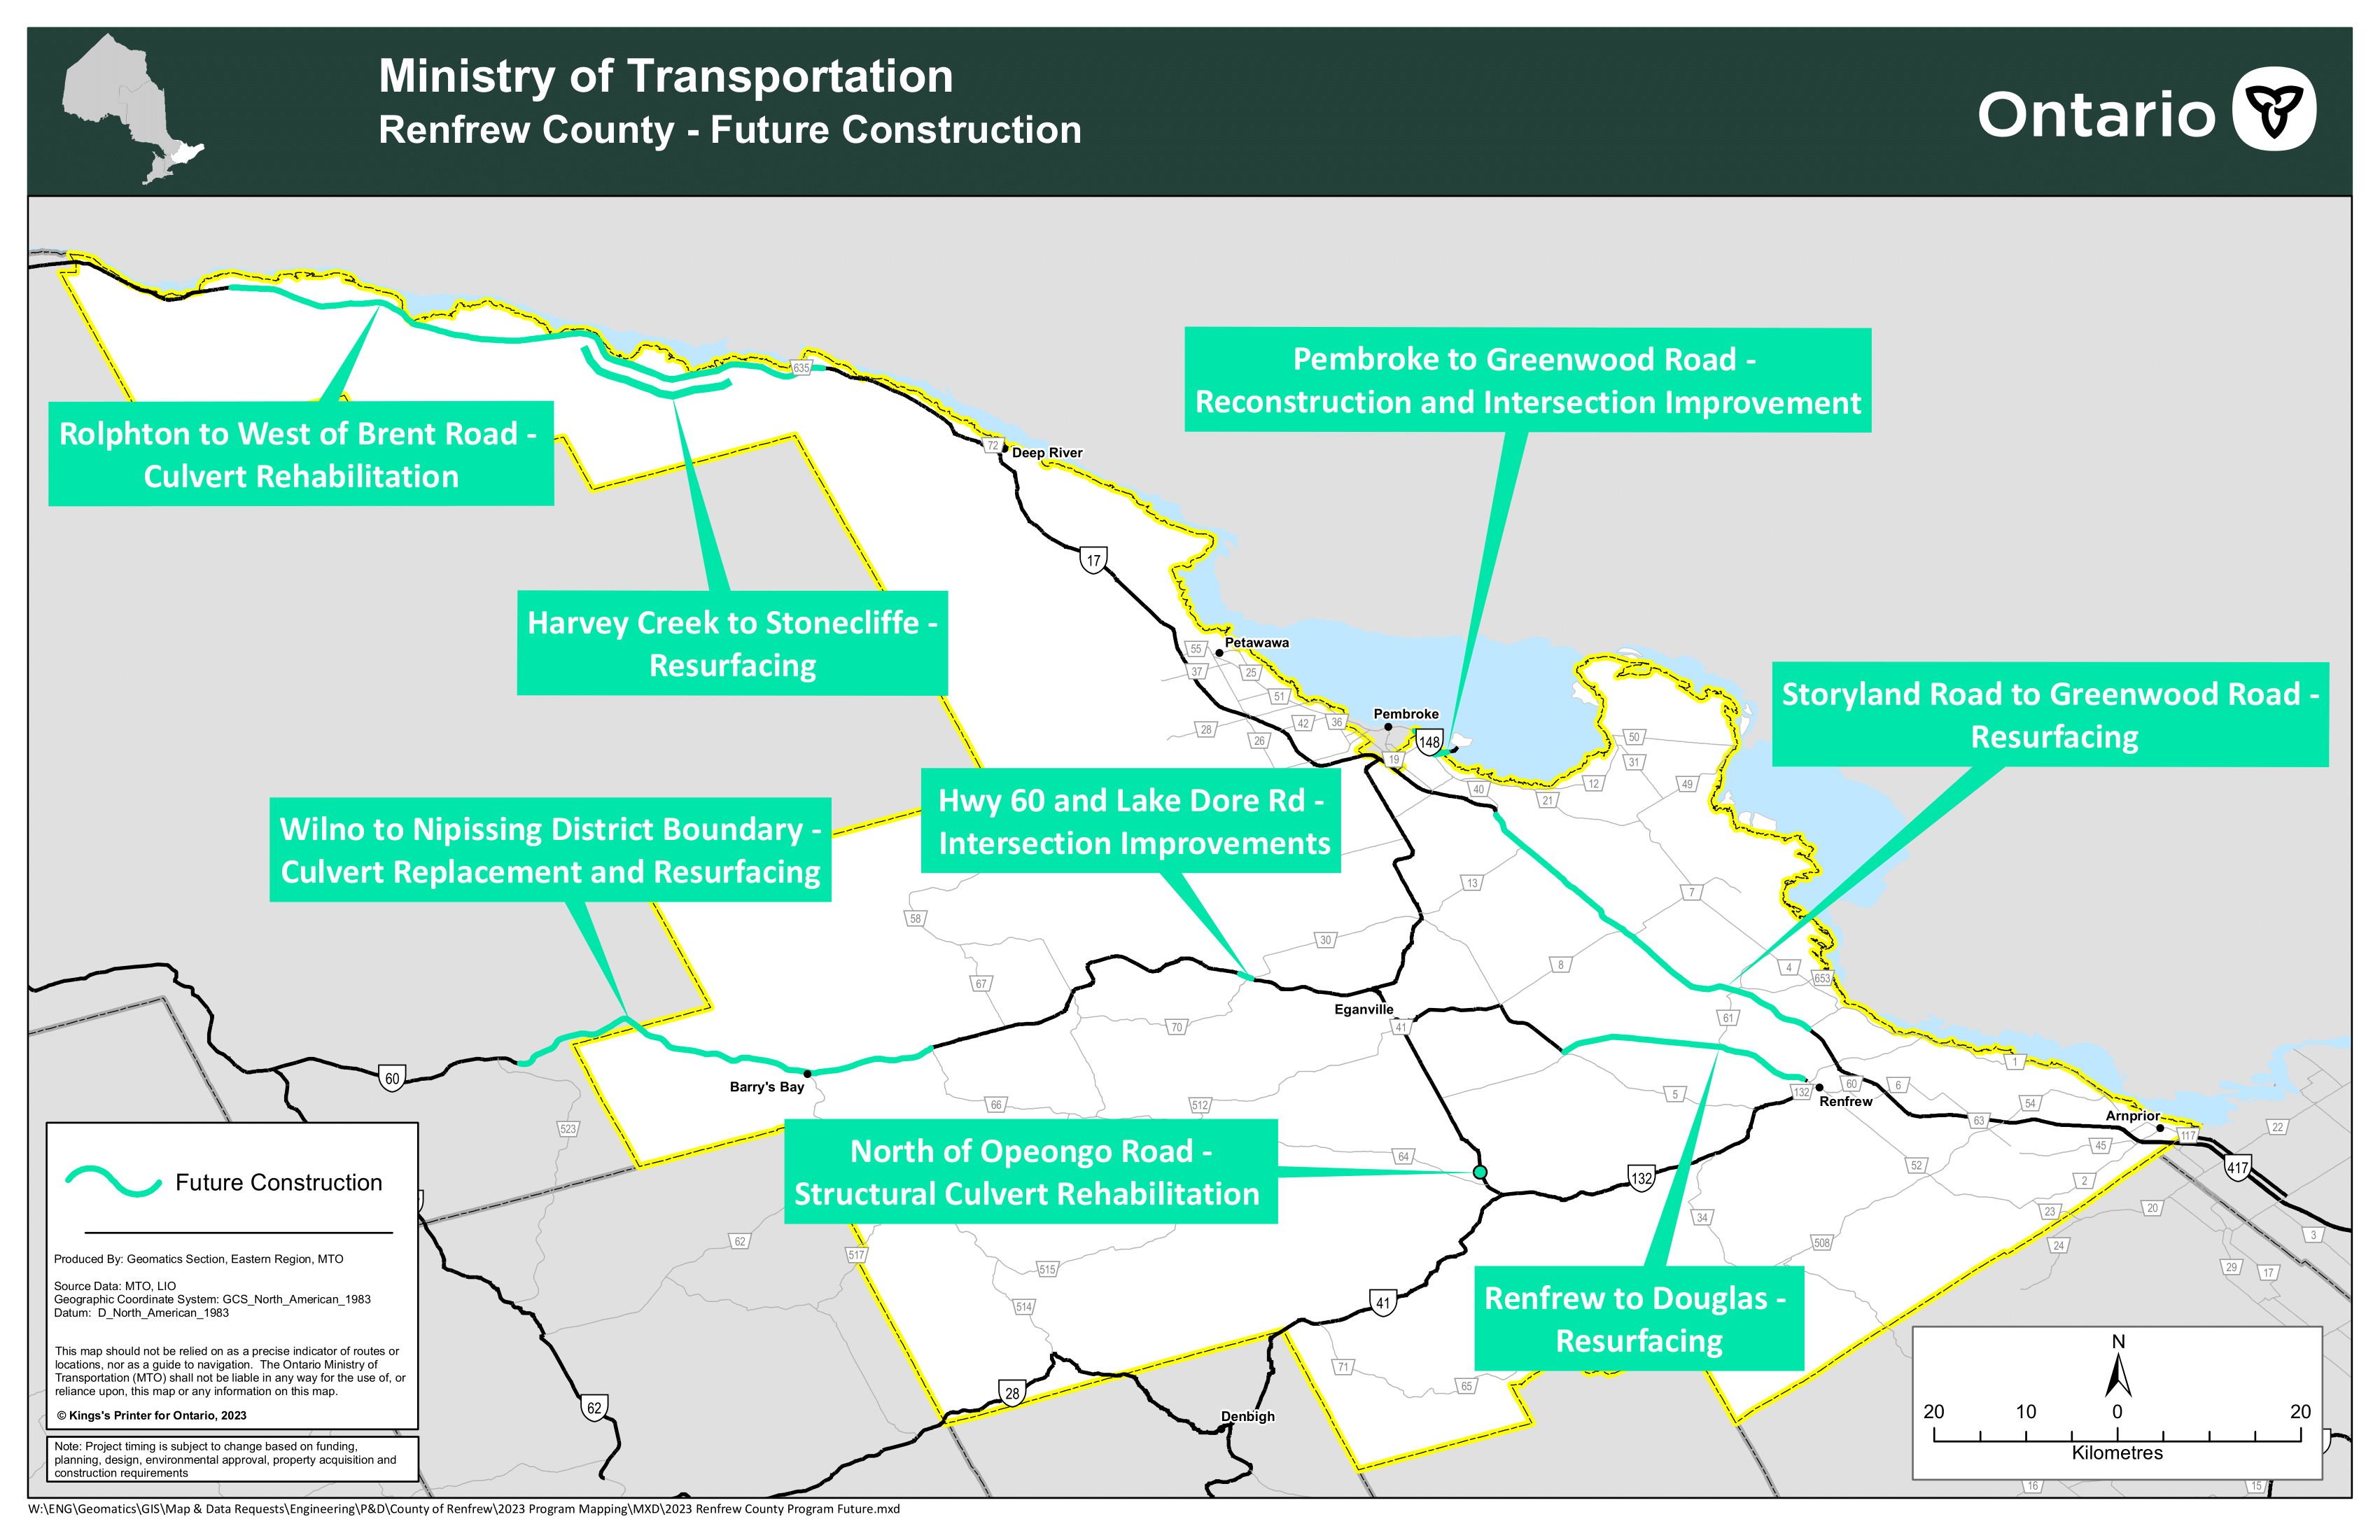 Ministry of Transportation
Renfrew County - Future Construction
Ontario
635
Pembroke to Greenwood Road -
Reconstruction and Intersection Improvement
Rolphton to West of Brent Road -
Culvert Rehabilitation
72
Deep River
17
Harvey Creek to Stonecliffe -
Resurfacing
55
Petawawa
37
25
51
Storyland Road to Greenwood Road -
Resurfacing
Pembroke
28
42
36
26
148
19
50
31
12
49
40
21
Hwy 60 and Lake Dore Rd -
Intersection Improvements
Wilno to Nipissing District Boundary -
Culvert Replacement and Resurfacing
13
7
58
30
8
4
653
67
Eganville
41
70
61
60
Barry's Bay
66
512
5
132
Renfrew
60
6
1
54
63
Arnprior
117
22
45
417
523
North of Opeongo Road -
Structural Culvert Rehabilitation
64
132
52
2
23
20
3
24
29
17
34
508
62
517
515
514
41
Renfrew to Douglas -
Resurfacing
71
65
28
62
Denbigh
Future Construction
Produced By: Geomatics Section, Eastern Region, MTO
Source Data: MTO, LIO
Geographic Coordinate System: GCS_North_American_1983
Datum:  D_North_American_1983
This map should not be relied on as a precise indicator of routes or
locations, nor as a guide to navigation.  The Ontario Ministry of
Transportation (MTO) shall not be liable in any way for the use of, or
reliance upon, this map or any information on this map.
© Kings's Printer for Ontario, 2023
Note: Project timing is subject to change based on funding,
planning, design, environmental approval, property acquisition and
construction requirements
N
20 10 0 20
Kilometres
16
15
W:\ENG\Geomatics\GIS\Map & Data Requests\Engineering\P&D\County of Renfrew\2023 Program Mapping\MXD\2023 Renfrew County Program Future.mxd